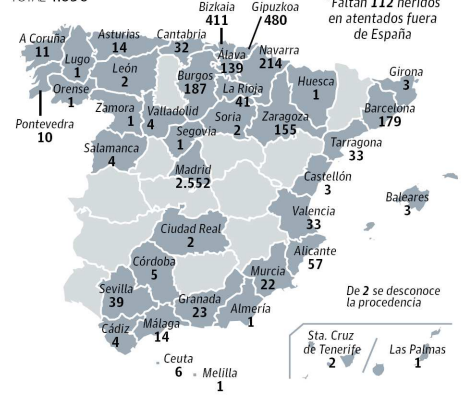 Bizkaia
411
Gipuzkoa
480
Faltan 112 heridos
en atentados fuera
de España
A Coruña
11
Asturias
14
Cantabria
32
Álava
139
Navarra
214
Lugo
1
León
2
Burgos
187
La Rioja
41
Huesca
1
Girona
3
Orense
1
Barcelona
179
Pontevedra
10
Zamora
1
Valladolid
4
Soria
2
Zaragoza
155
Segovia
1
Tarragona
33
Salamanca
4
Madrid
2.552
Castellón
3
Baleares
3
Valencia
33
Ciudad Real
2
Alicante
57
Córdoba
5
Murcia
22
De 2 se desconoce
la procedencia
Sevilla
39
Granada
23
Almería
1
Cádiz
4
Málaga
14
Sta. Cruz
de Tenerife
2
Las Palmas
1
Ceuta
6
Melilla
1